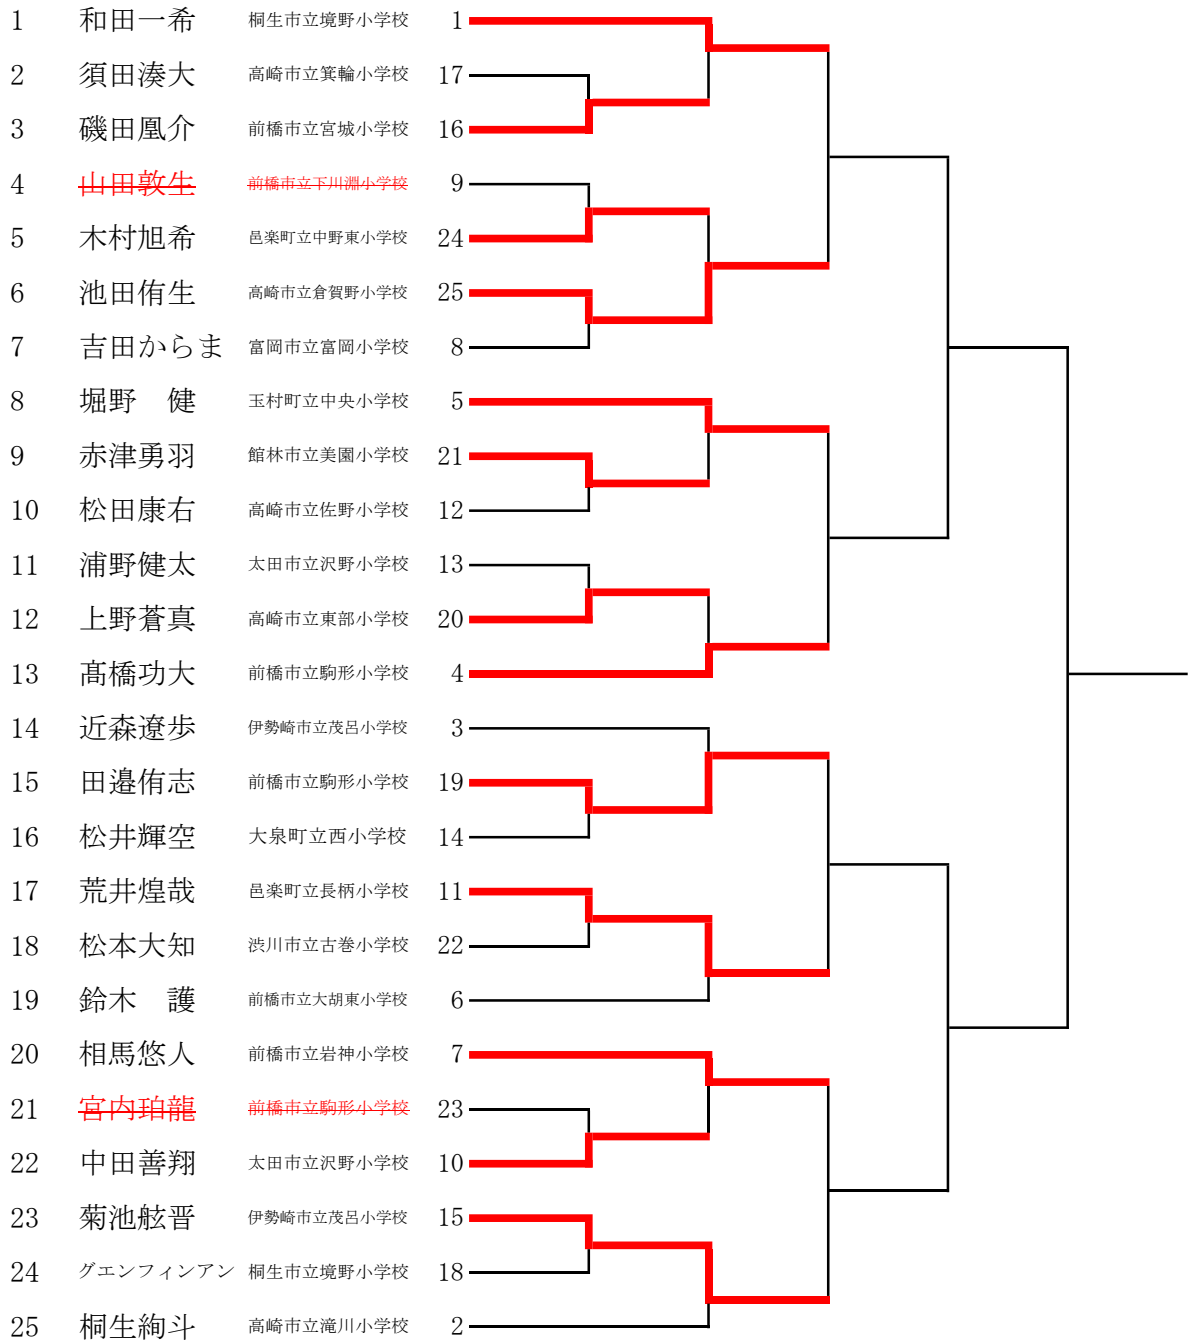 1 和田一希 桐生市立境野小学校 1
2 須田湊大 高崎市立箕輪小学校 17
3 磯田凰介 前橋市立宮城小学校 16
4 山田敦生 前橋市立下川淵小学校 9
5 木村旭希 邑楽町立中野東小学校 24
6 池田侑生 高崎市立倉賀野小学校 25
7 吉田からま 富岡市立富岡小学校 8
8 堀野　健 玉村町立中央小学校 5
9 赤津勇羽 館林市立美園小学校 21
10 松田康右 高崎市立佐野小学校 12
11 浦野健太 太田市立沢野小学校 13
12 上野蒼真 高崎市立東部小学校 20
13 髙橋功大 前橋市立駒形小学校 4
14 近森遼歩 伊勢崎市立茂呂小学校 3
15 田邉侑志 前橋市立駒形小学校 19
16 松井輝空 大泉町立西小学校 14
17 荒井煌哉 邑楽町立長柄小学校 11
18 松本大知 渋川市立古巻小学校 22
19 鈴木　護 前橋市立大胡東小学校 6
20 相馬悠人 前橋市立岩神小学校 7
21 宮内珀龍 前橋市立駒形小学校 23
22 中田善翔 太田市立沢野小学校 10
23 菊池舷晋 伊勢崎市立茂呂小学校 15
24 グエンフィンアン 桐生市立境野小学校 18
25 桐生絢斗 高崎市立滝川小学校 2